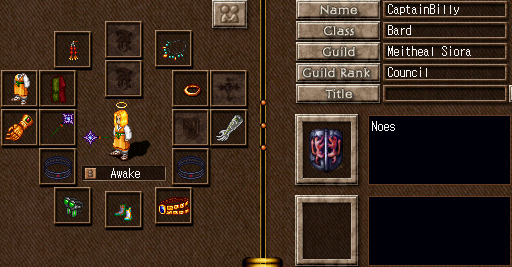 Name CaptainBilly
Class Bard
Guild Meitheal Siora
Guild Rank Council
Title
Noes
Awake